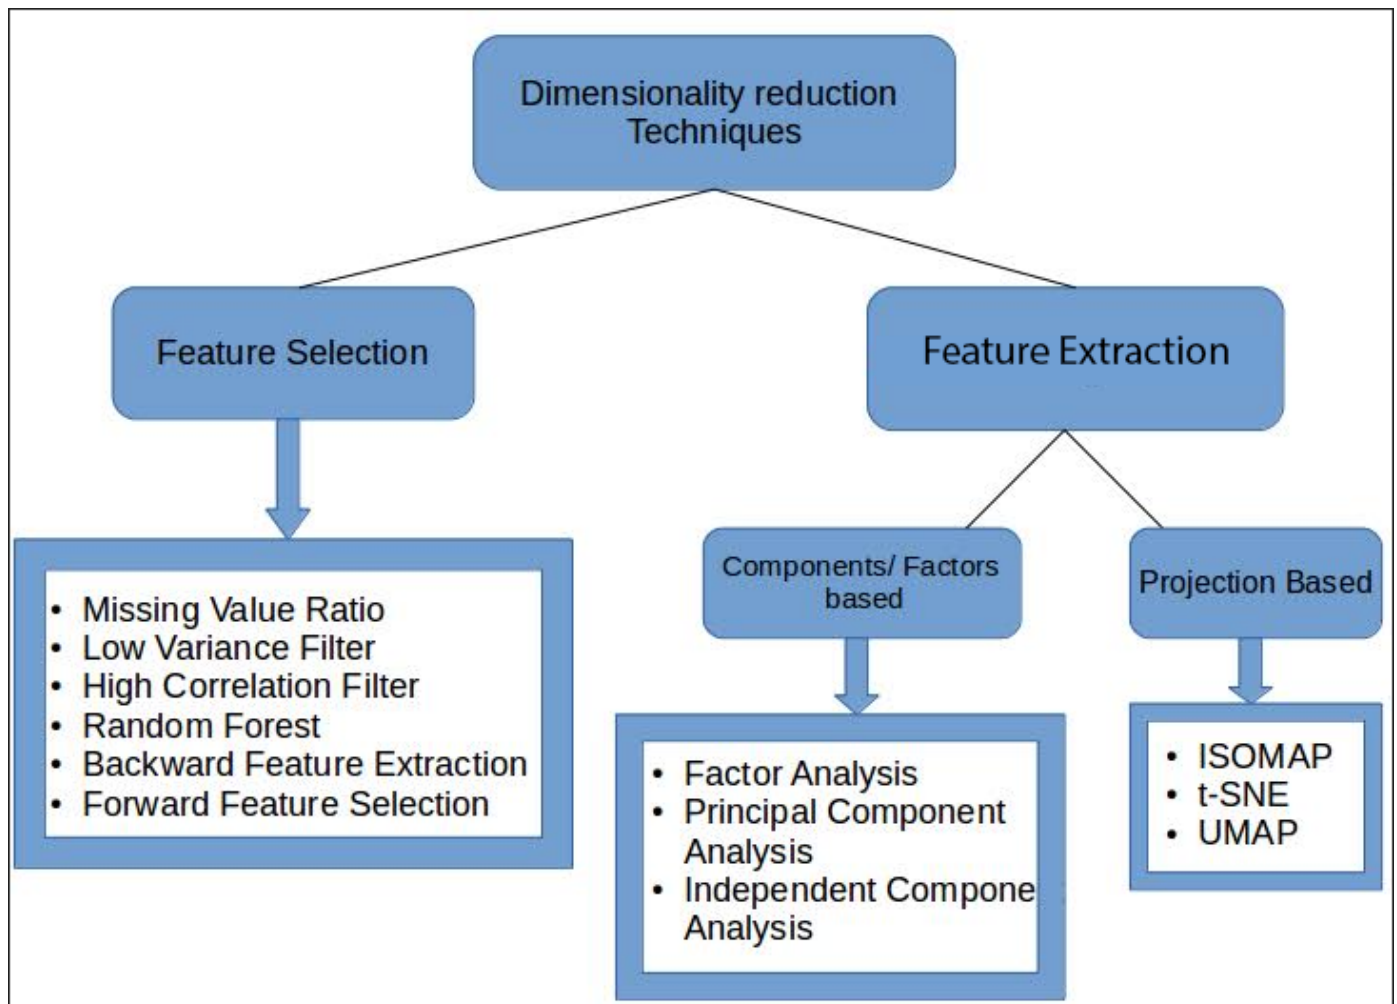 Dimensionality reduction
Techniques
Feature Selection
Feature Extraction
Components/ Factors
based
Projection Based
• Missing Value Ratio
• Low Variance Filter
• High Correlation Filter
• Random Forest
• Backward Feature Extraction
• Forward Feature Selection
• Factor Analysis
• Principal Component
Analysis
• Independent Compone
Analysis
• ISOMAP
• t-SNE
• UMAP